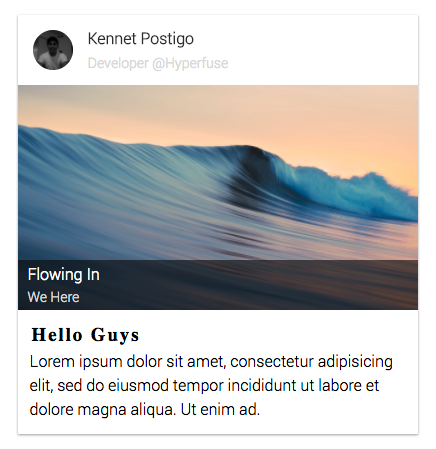 Kennet Postigo
Developer @Hyperfuse
Flowing In
We Here
Hello Guys
Lorem ipsum dolor sit amet, consectetur adipisicing
elit, sed do eiusmod tempor incididunt ut labore et
dolore magna aliqua. Ut enim ad.